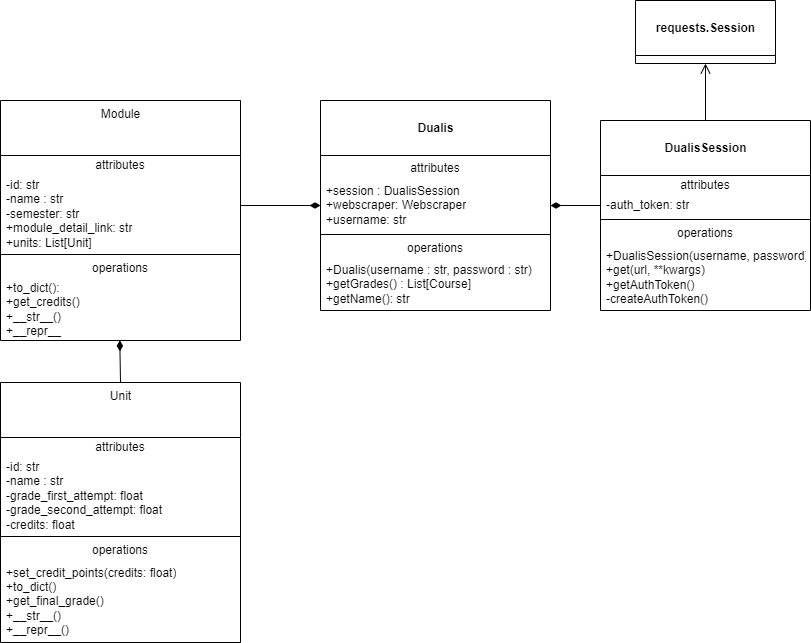 requests.Session
Module
attributes
-id: str
-name : str
-semester: str
+module_detail_link: str
+units: List[Unit]
operations
+to_dict():
+get_credits()
+__str__()
+__repr__
Dualis
attributes
+session : DualisSession
+webscraper: Webscraper
+username: str
operations
+Dualis(username : str, password : str)
+getGrades() : List[Course]
+getName(): str
DualisSession
attributes
-auth_token: str
operations
+DualisSession(username, password)
+get(url, **kwargs)
+getAuthToken()
-createAuthToken()
Unit
attributes
-id: str
-name : str
-grade_first_attempt: float
-grade_second_attempt: float
-credits: float
operations
+set_credit_points(credits: float)
+to_dict()
+get_final_grade()
+__str__()
+__repr__()